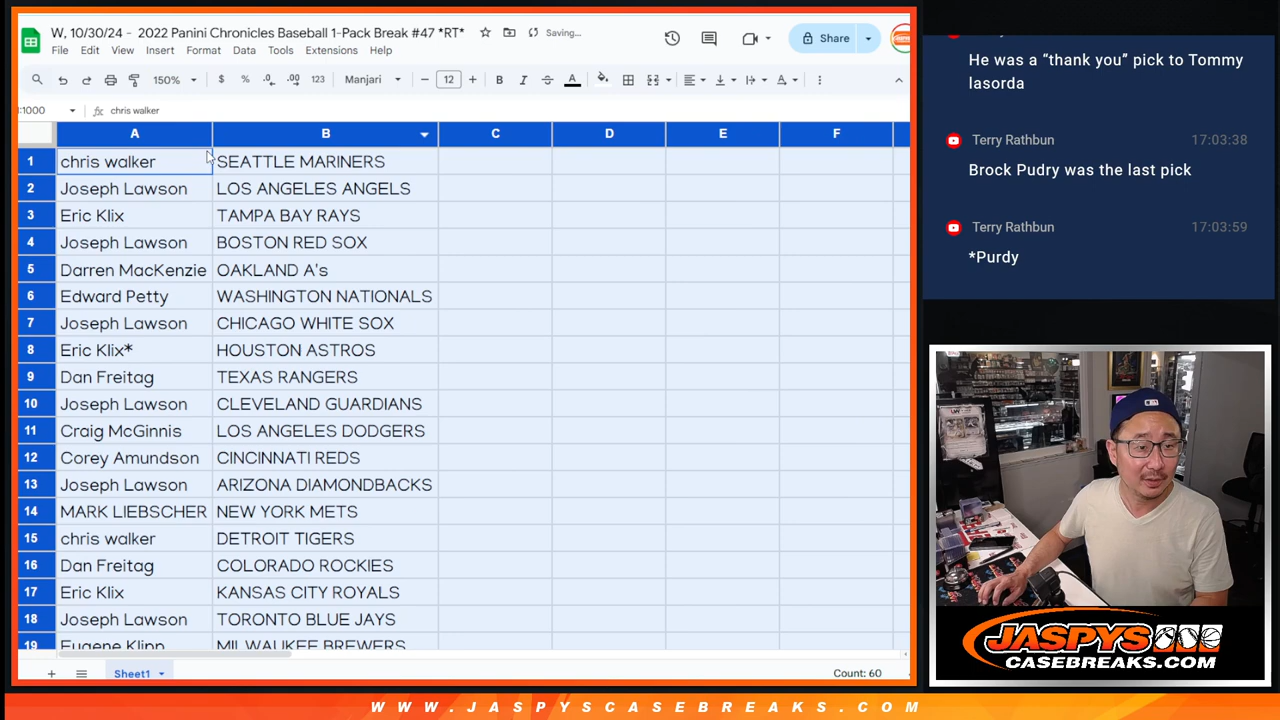 W, 10/30/24 - 2022 Panini Chronicles Baseball 1-Pack Break #47 *RT*
Saving...
File Edit View Insert Format Data Tools Extensions Help
Share
150% $ % .0 .00 123 Manjari 12 B I A
:1000 fx chris walker
A B C D E F
1 chris walker SEATTLE MARINERS
2 Joseph Lawson LOS ANGELES ANGELS
3 Eric Klix TAMPA BAY RAYS
4 Joseph Lawson BOSTON RED SOX
5 Darren MacKenzie OAKLAND A's
6 Edward Petty WASHINGTON NATIONALS
7 Joseph Lawson CHICAGO WHITE SOX
8 Eric Klix* HOUSTON ASTROS
9 Dan Freitag TEXAS RANGERS
10 Joseph Lawson CLEVELAND GUARDIANS
11 Craig McGinnis LOS ANGELES DODGERS
12 Corey Amundson CINCINNATI REDS
13 Joseph Lawson ARIZONA DIAMONDBACKS
14 MARK LIEBSCHER NEW YORK METS
15 chris walker DETROIT TIGERS
16 Dan Freitag COLORADO ROCKIES
17 Eric Klix KANSAS CITY ROYALS
18 Joseph Lawson TORONTO BLUE JAYS
19 Eugene Klipp MILWAUKEE BREWERS
Sheet1
Count: 60
He was a “thank you” pick to Tommy
lasorda
Terry Rathbun 17:03:38
Brock Pudry was the last pick
Terry Rathbun 17:03:59
*Purdy
JASPYS
CASEBREAKS.COM
WWW.JASPYSCASEBREAKS.COM